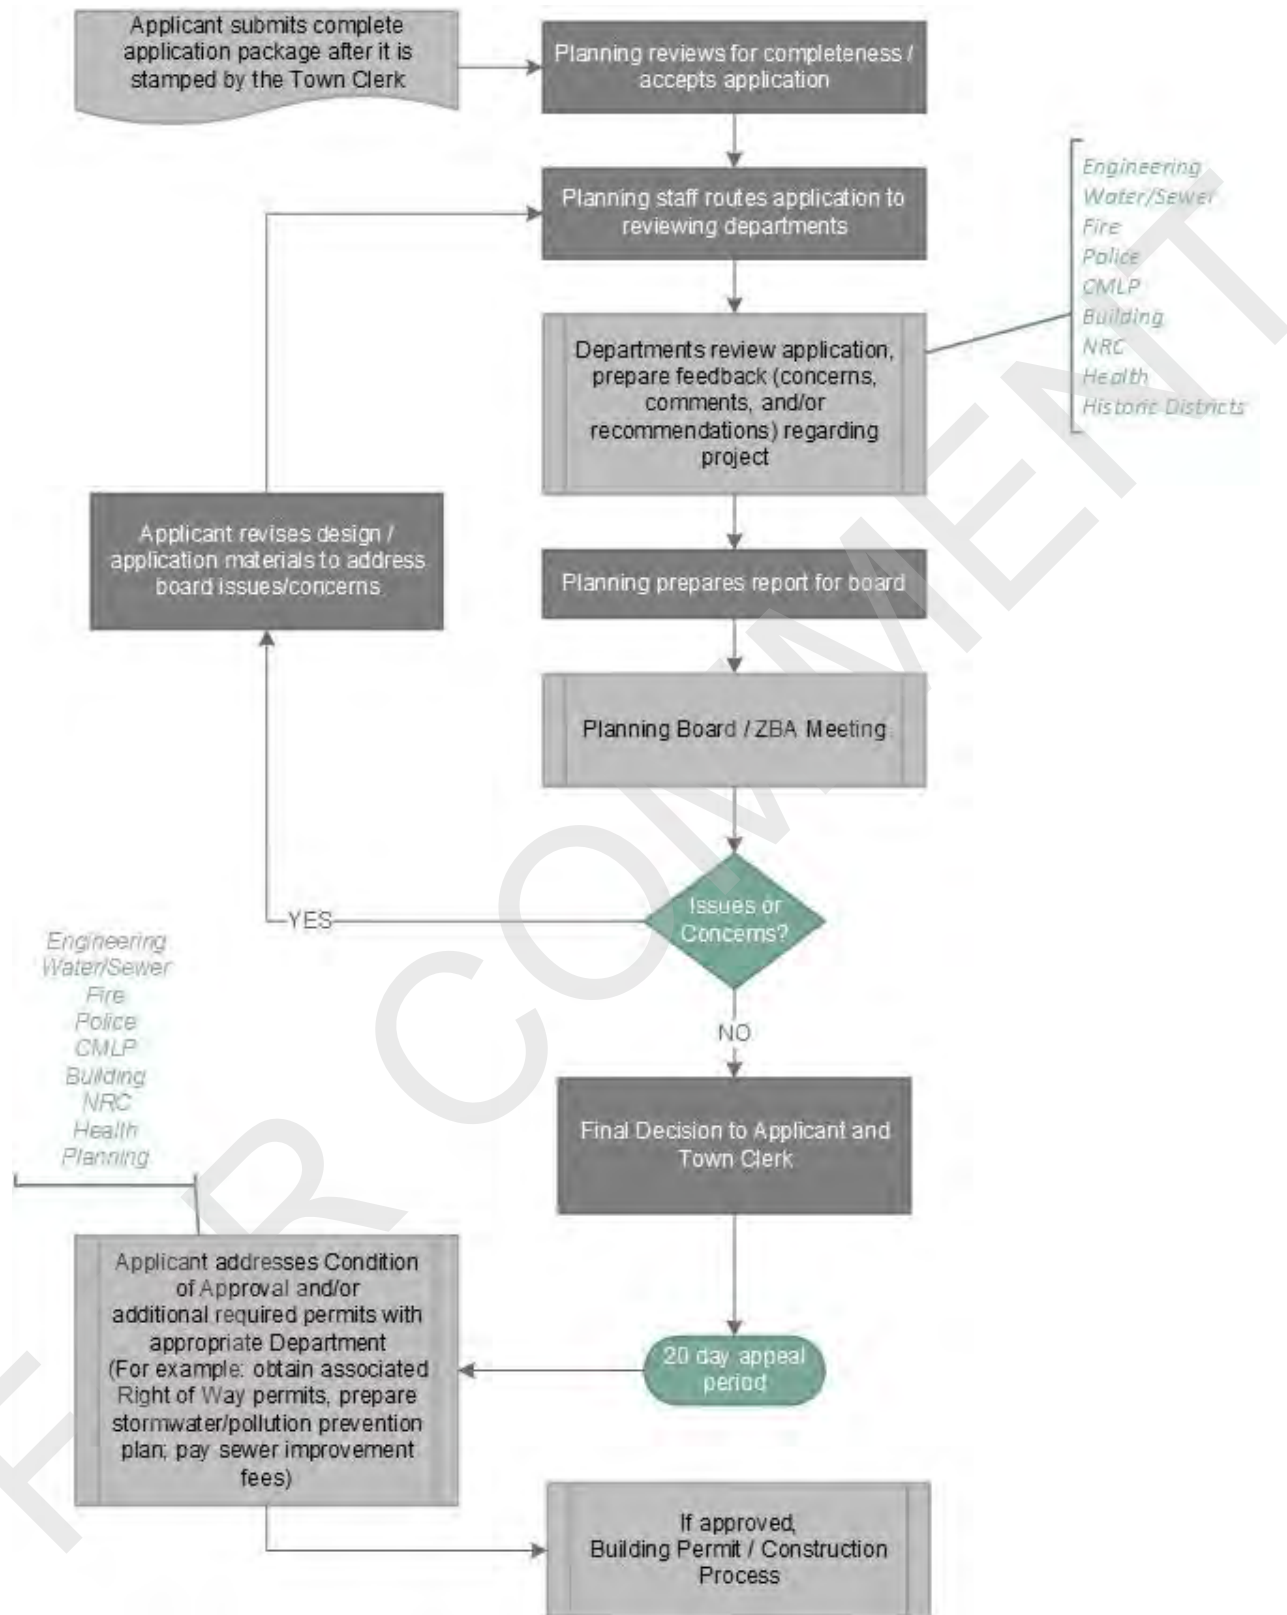 Applicant submits complete
application package after it is
stamped by the Town Clerk
Planning reviews for completeness /
accepts application
Planning staff routes application to
reviewing departments
Engineering
Water/Sewer
Fire
Police
CMLP
Building
NRC
Health
Historic Districts
Departments review application,
prepare feedback (concerns,
comments, and/or
recommendations) regarding
project
Applicant revises design /
application materials to address
board issues/concerns
Planning prepares report for board
Planning Board / ZBA Meeting
Issues or
Concerns?
YES
NO
Engineering
Water/Sewer
Fire
Police
CMLP
Building
NRC
Health
Planning
Final Decision to Applicant and
Town Clerk
20 day appeal
period
Applicant addresses Condition
of Approval and/or
additional required permits with
appropriate Department
(For example: obtain associated
Right of Way permits, prepare
stormwater/pollution prevention
plan; pay sewer improvement
fees)
If approved,
Building Permit / Construction
Process
R COMMENT